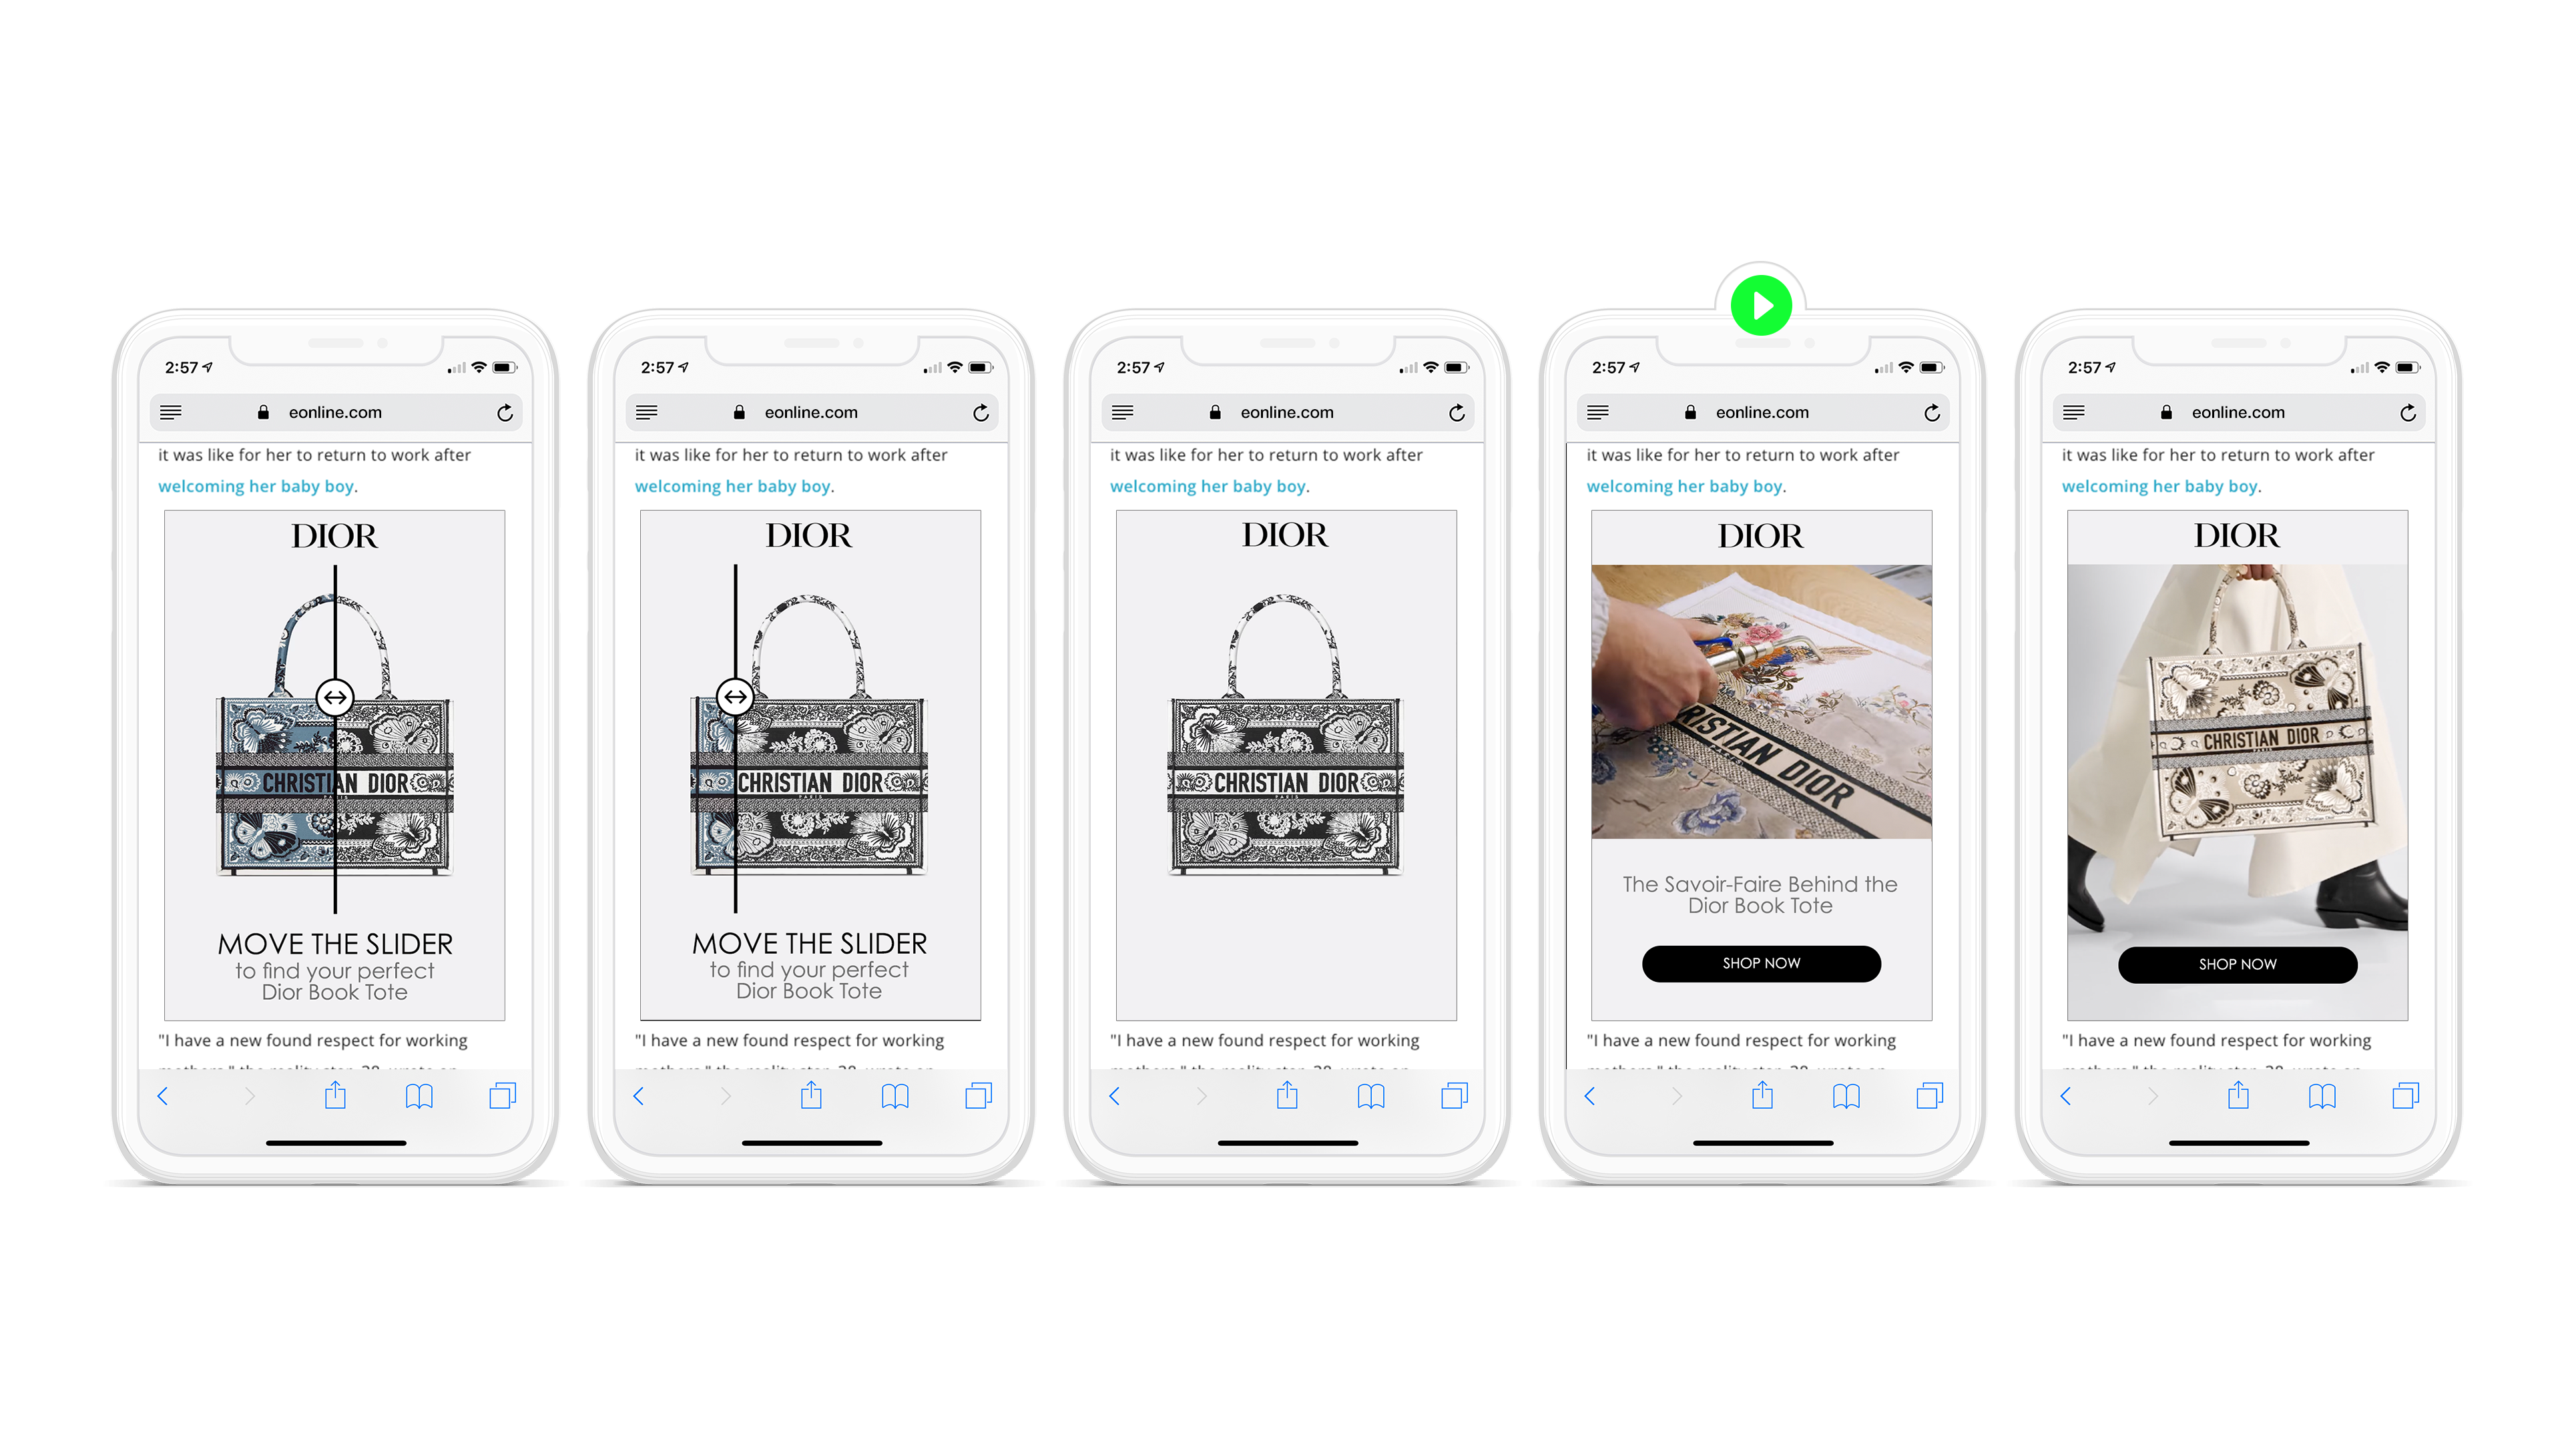 2:57
eonline.com
it was like for her to return to work after
welcoming her baby boy.
DIOR
CHRISTIAN DIOR
PARIS
MOVE THE SLIDER
to find your perfect
Dior Book Tote
"I have a new found respect for working
2:57
eonline.com
it was like for her to return to work after
welcoming her baby boy.
DIOR
CHRISTIAN DIOR
PARIS
MOVE THE SLIDER
to find your perfect
Dior Book Tote
"I have a new found respect for working
2:57
eonline.com
it was like for her to return to work after
welcoming her baby boy.
DIOR
CHRISTIAN DIOR
PARIS
"I have a new found respect for working
2:57
eonline.com
it was like for her to return to work after
welcoming her baby boy.
DIOR
RISTIAN DIOR
PARIS
The Savoir-Faire Behind the
Dior Book Tote
SHOP NOW
"I have a new found respect for working
2:57
eonline.com
it was like for her to return to work after
welcoming her baby boy.
DIOR
CHRISTIAN DIOR
PARIS
SHOP NOW
"I have a new found respect for working